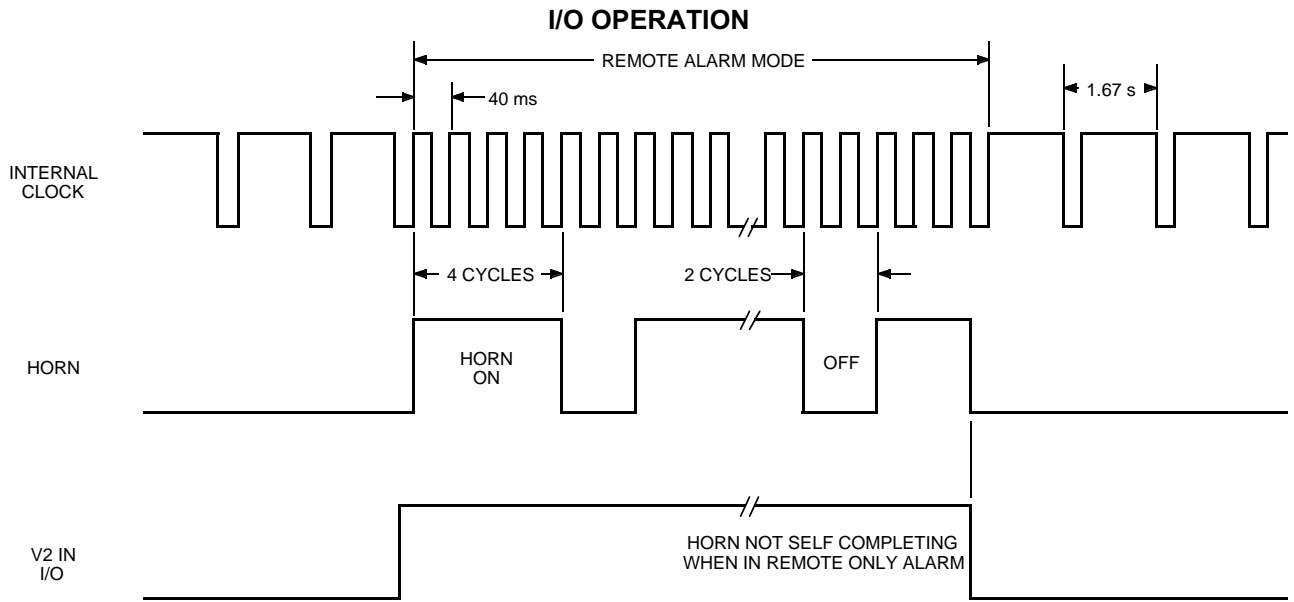 I/O OPERATION
REMOTE ALARM MODE
40 ms
1.67 s
INTERNAL
CLOCK
4 CYCLES
2 CYCLES
HORN
HORN
ON
OFF
V2 IN
I/O
HORN NOT SELF COMPLETING
WHEN IN REMOTE ONLY ALARM